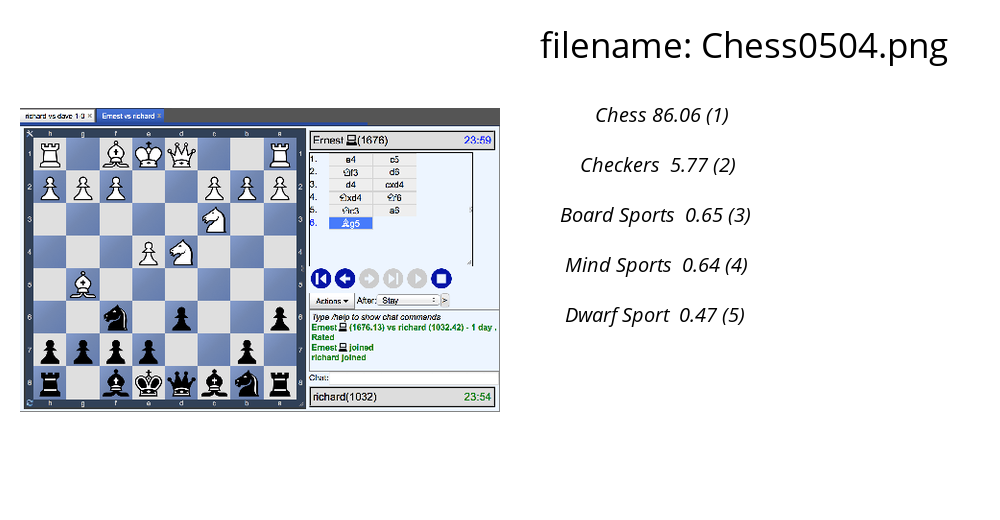 filename: Chess0504.png
Chess 86.06 (1)
Checkers 5.77 (2)
Board Sports 0.65 (3)
Mind Sports 0.64 (4)
Dwarf Sport 0.47 (5)
richard vs dave 1-0 ×
Ernest vs richard ×
h g f e d c b a
1 2 3 4 5 6 7 8
h g f e d c b a
Ernest (1676) 23:59
1. e4 c5
2. ♘f3 d6
3. d4 cxd4
4. ♘xd4 ♘f6
5. ♘c3 a6
6. ♗g5
Actions ▾ After: Stay >
Type /help to show chat commands
Ernest (1676.13) vs richard (1032.42) - 1 day .
Rated
Ernest joined
richard joined
Chat:
richard(1032) 23:54